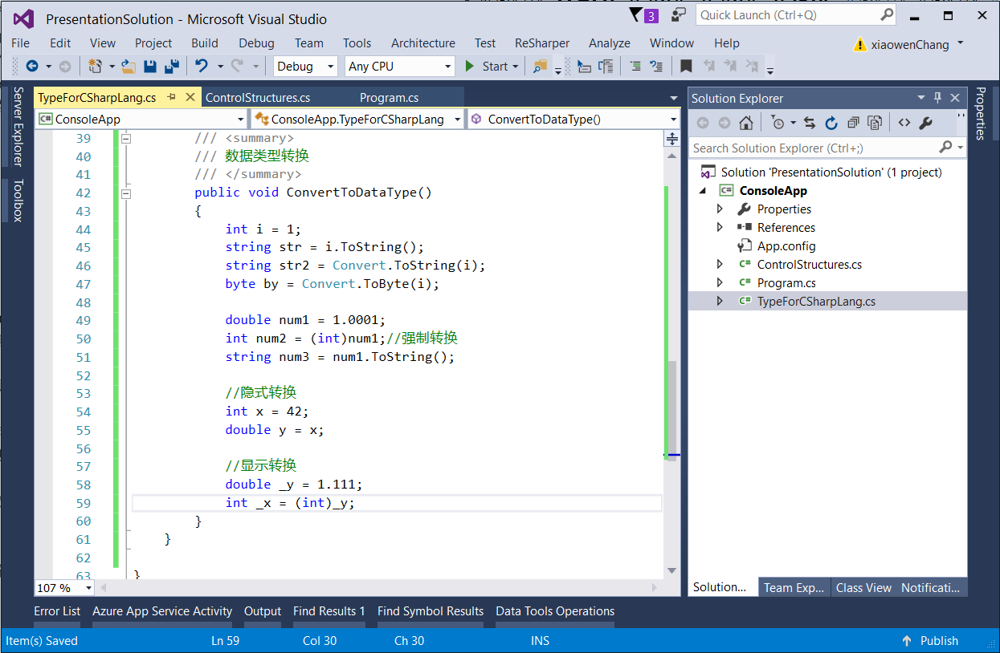 PresentationSolution - Microsoft Visual Studio
3
Quick Launch (Ctrl+Q)
File Edit View Project Build Debug Team Tools Architecture Test ReSharper Analyze Window Help
xiaowenChang
Debug Any CPU Start
Server Explorer
Toolbox
TypeForCSharpLang.cs ControlStructures.cs Program.cs
C# ConsoleApp ConsoleApp.TypeForCSharpLang ConvertToDataType()
39 /// <summary>
40 /// 数据类型转换
41 /// </summary>
42 public void ConvertToDataType()
43 {
44 int i = 1;
45 string str = i.ToString();
46 string str2 = Convert.ToString(i);
47 byte by = Convert.ToByte(i);
48
49 double num1 = 1.0001;
50 int num2 = (int)num1;//强制转换
51 string num3 = num1.ToString();
52
53 //隐式转换
54 int x = 42;
55 double y = x;
56
57 //显示转换
58 double _y = 1.111;
59 int _x = (int)_y;
60 }
61 }
62
63 }
107 %
Solution Explorer
Search Solution Explorer (Ctrl+;)
Solution 'PresentationSolution' (1 project)
C# ConsoleApp
Properties
References
App.config
C# ControlStructures.cs
C# Program.cs
C# TypeForCSharpLang.cs
Solution... Team Exp... Class View Notificati...
Properties
Error List Azure App Service Activity Output Find Results 1 Find Symbol Results Data Tools Operations
Item(s) Saved Ln 59 Col 30 Ch 30 INS Publish